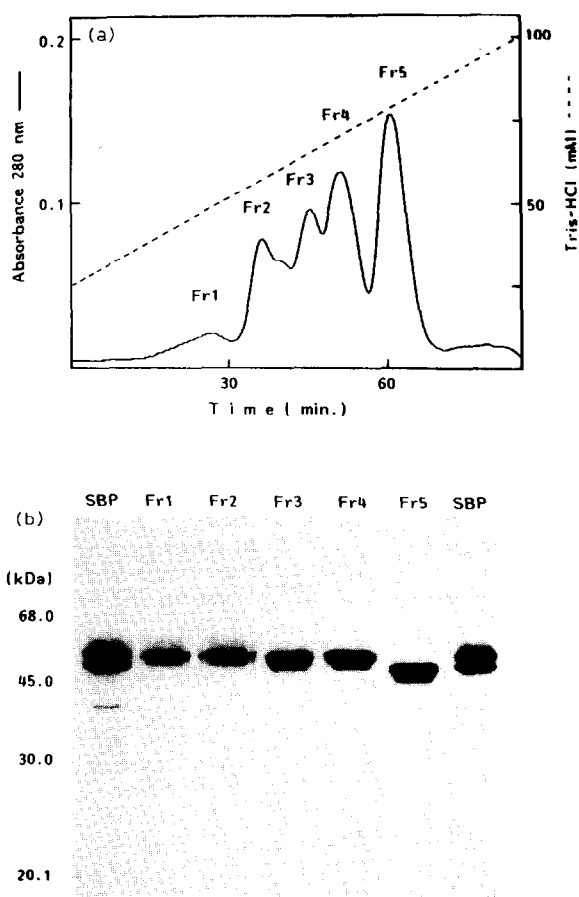 (a)
0.2
0.1
Absorbance 280 nm
100
50
Tris-HCl (mM)
Fr1
Fr2
Fr3
Fr4
Fr5
30
60
Time (min.)
(b)
SBP Fr1 Fr2 Fr3 Fr4 Fr5 SBP
(kDa)
68.0
45.0
30.0
20.1